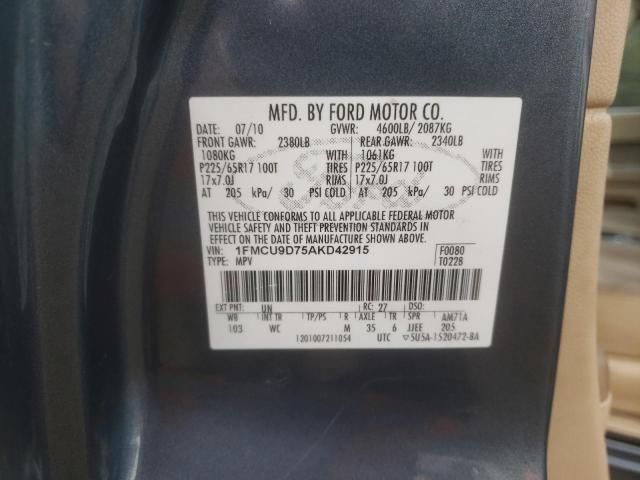 MFD. BY FORD MOTOR CO.
DATE: 07/10 GVWR: 4600LB/ 2087KG
FRONT GAWR: 2380LB REAR GAWR: 2340LB
1080KG WITH 1061KG WITH
P225/65R17 100T TIRES P225/65R17 100T TIRES
17x7.0J RIMS 17x7.0J RIMS
AT 205 kPa/ 30 PSI COLD AT 205 kPa/ 30 PSI COLD
THIS VEHICLE CONFORMS TO ALL APPLICABLE FEDERAL MOTOR
VEHICLE SAFETY AND THEFT PREVENTION STANDARDS IN
EFFECT ON THE DATE OF MANUFACTURE SHOWN ABOVE.
VIN: 1FMCU9D75AKD42915 F0080
TYPE: MPV T0228
EXT PNT: UN RC: 27 DSO:
WB INT TR TP/PS R AXLE TR SPR AM71A
103 WC M 35 6 JJEE 205
1201007211054 UTC ▽5U5A-1520472-BA
Ford